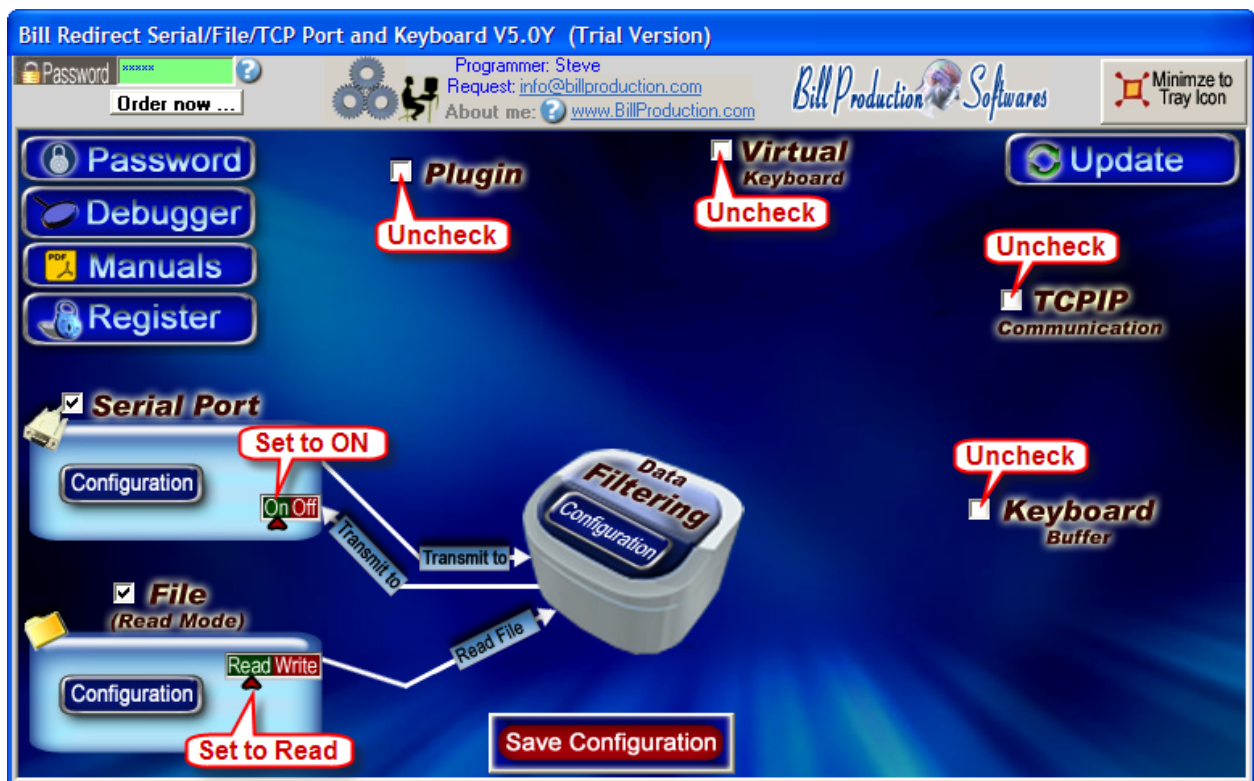 Bill Redirect Serial/File/TCP Port and Keyboard V5.0Y (Trial Version)
Password ***** ?
Order now ...
Programmer: Steve
Request: info@billproduction.com
About me: ? www.BillProduction.com
Bill Production Softwares
Minimze to
Tray Icon
Password
Debugger
PDF Manuals
Register
Plugin
Uncheck
Virtual
Keyboard
Uncheck
Update
Uncheck
TCPIP
Communication
Serial Port
Set to ON
Configuration
On Off
Transmit to
Transmit to
Data
Filtering
Configuration
Uncheck
Keyboard
Buffer
File
(Read Mode)
Read File
Read Write
Configuration
Set to Read
Save Configuration